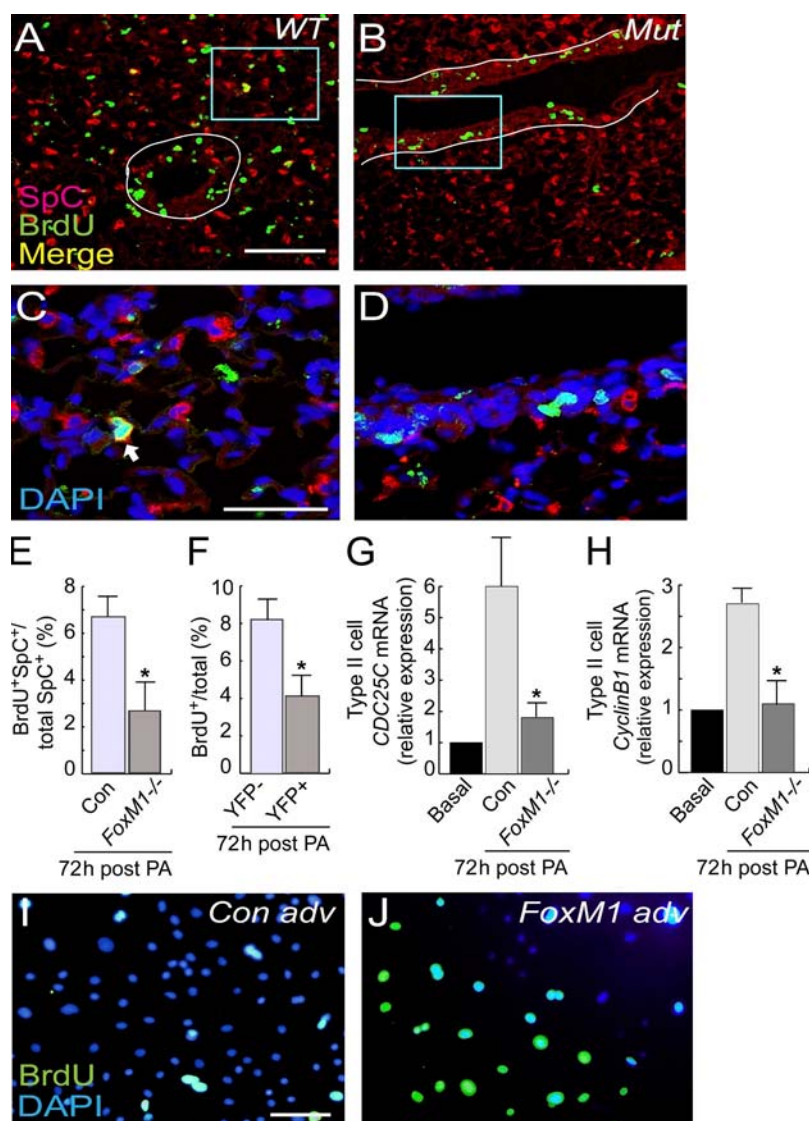 A WT
B Mut
SpC
BrdU
Merge
C
D
DAPI
E
BrdU⁺SpC⁺/
total SpC⁺ (%)
8
6
4
2
0
*
Con
FoxM1-/-
72h post PA
F
BrdU⁺/total (%)
10
8
6
4
2
0
*
YFP-
YFP+
72h post PA
G
Type II cell
CDC25C mRNA
(relative expression)
6
5
4
3
2
1
0
*
Basal
Con
FoxM1-/-
72h post PA
H
Type II cell
CyclinB1 mRNA
(relative expression)
3
2
1
0
*
Basal
Con
FoxM1-/-
72h post PA
I Con adv
J FoxM1 adv
BrdU
DAPI